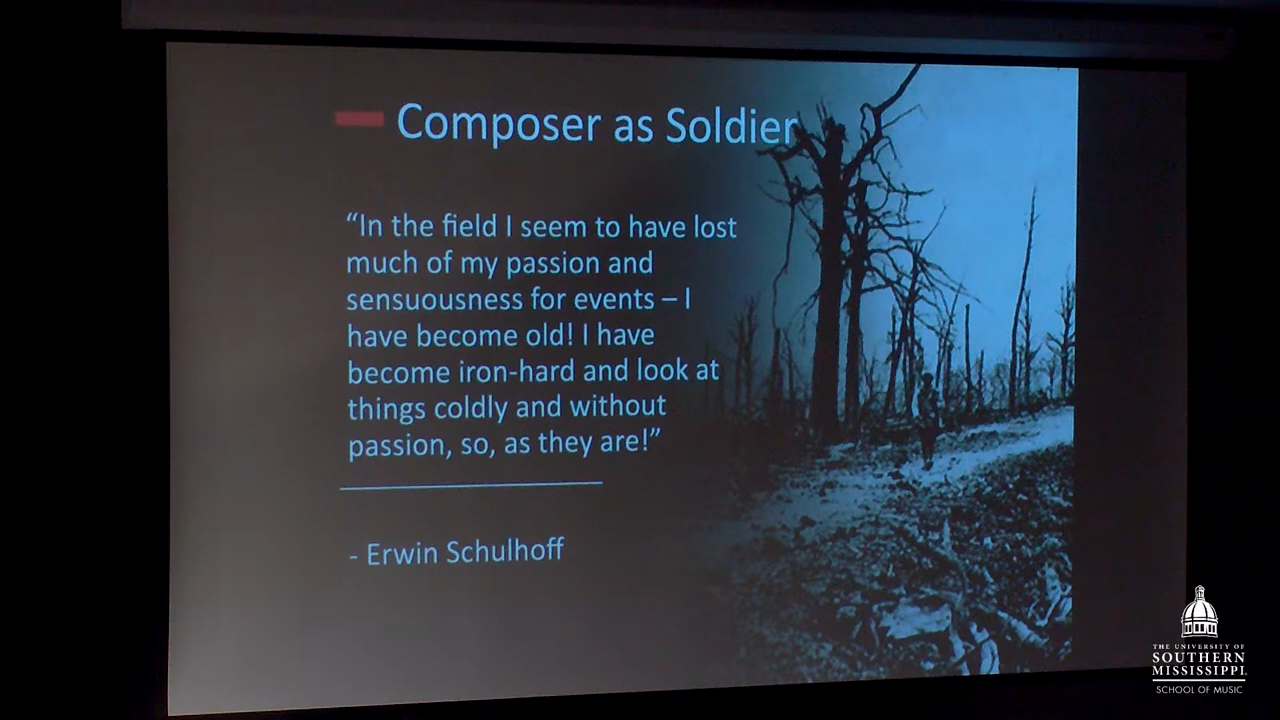 Composer as Soldier
“In the field I seem to have lost
much of my passion and
sensuousness for events – I
have become old! I have
become iron-hard and look at
things coldly and without
passion, so, as they are!”
- Erwin Schulhoff
THE UNIVERSITY OF
SOUTHERN
MISSISSIPPI.
SCHOOL OF MUSIC